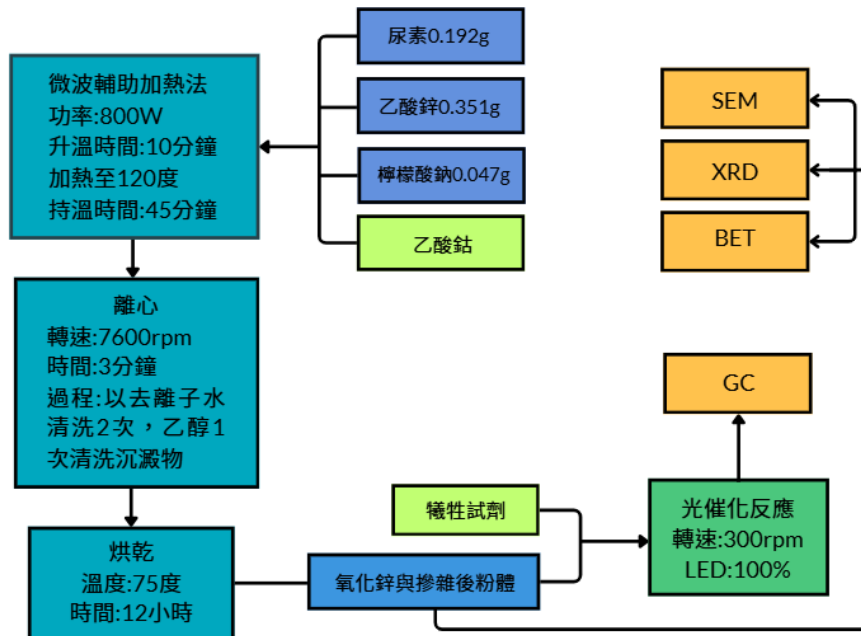 微波輔助加熱法
功率:800W
升溫時間:10分鐘
加熱至120度
持溫時間:45分鐘
尿素0.192g
乙酸鋅0.351g
檸檬酸鈉0.047g
乙酸鈷
SEM
XRD
BET
離心
轉速:7600rpm
時間:3分鐘
過程:以去離子水
清洗2次，乙醇1
次清洗沉澱物
GC
犧牲試劑
光催化反應
轉速:300rpm
LED:100%
烘乾
溫度:75度
時間:12小時
氧化鋅與摻雜後粉體